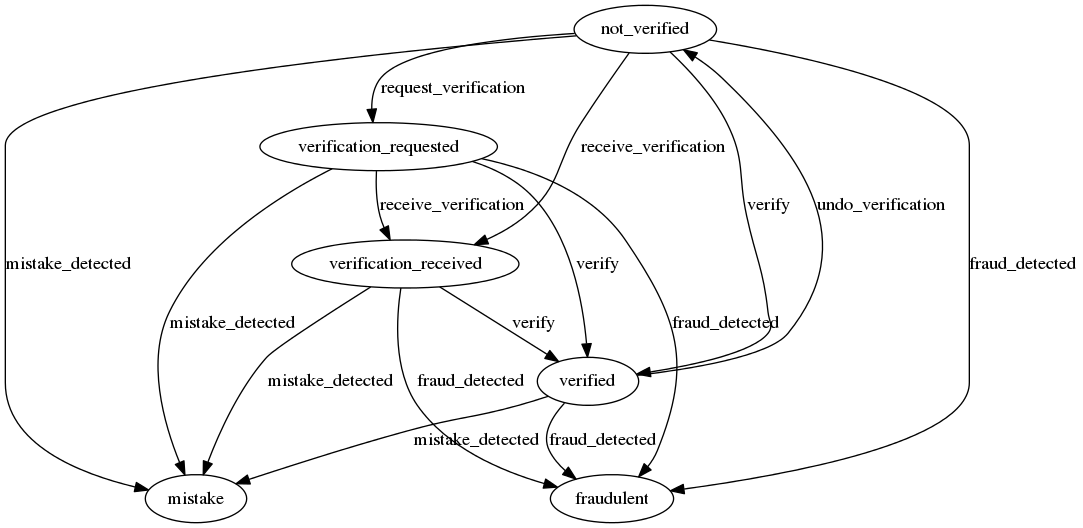 not_verified
request_verification
verification_requested
receive_verification
receive_verification
verify
undo_verification
mistake_detected
verification_received
verify
fraud_detected
mistake_detected
verify
fraud_detected
mistake_detected
fraud_detected
verified
mistake_detected
fraud_detected
mistake
fraudulent